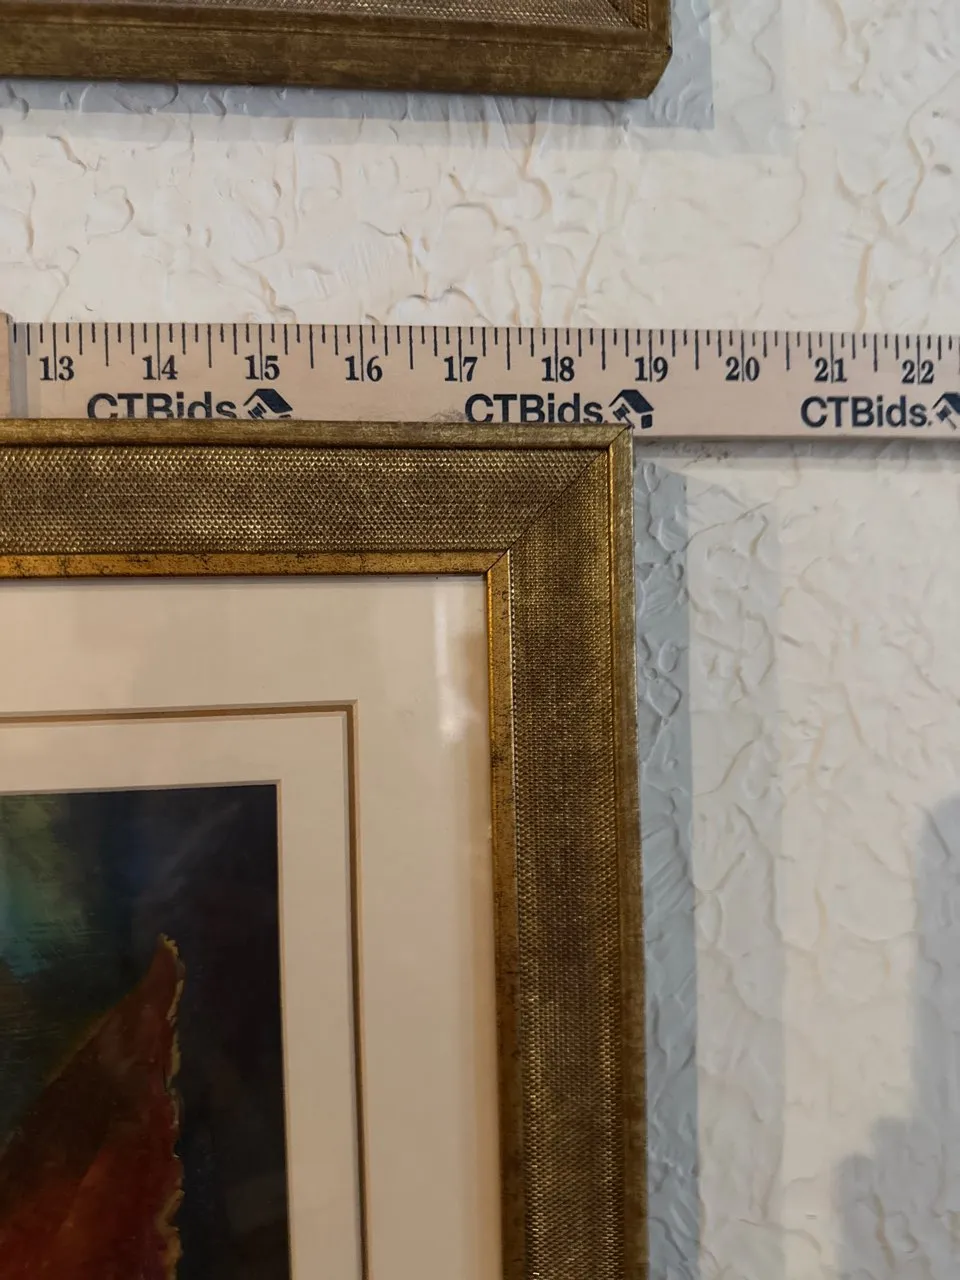 13 14 15 16 17 18 19 20 21 22
CTBids. CTBids. CTBids.